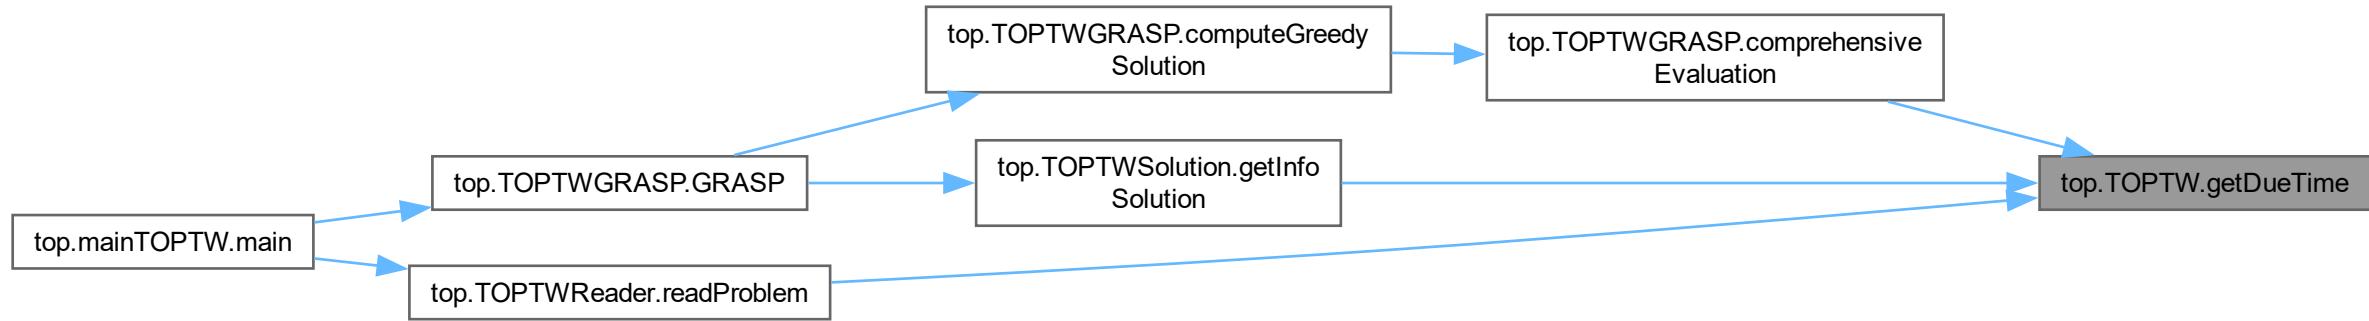 top.TOPTWGRASP.computeGreedy
Solution
top.TOPTWGRASP.comprehensive
Evaluation
top.TOPTWGRASP.GRASP
top.TOPTWSolution.getInfo
Solution
top.TOPTW.getDueTime
top.mainTOPTW.main
top.TOPTWReader.readProblem